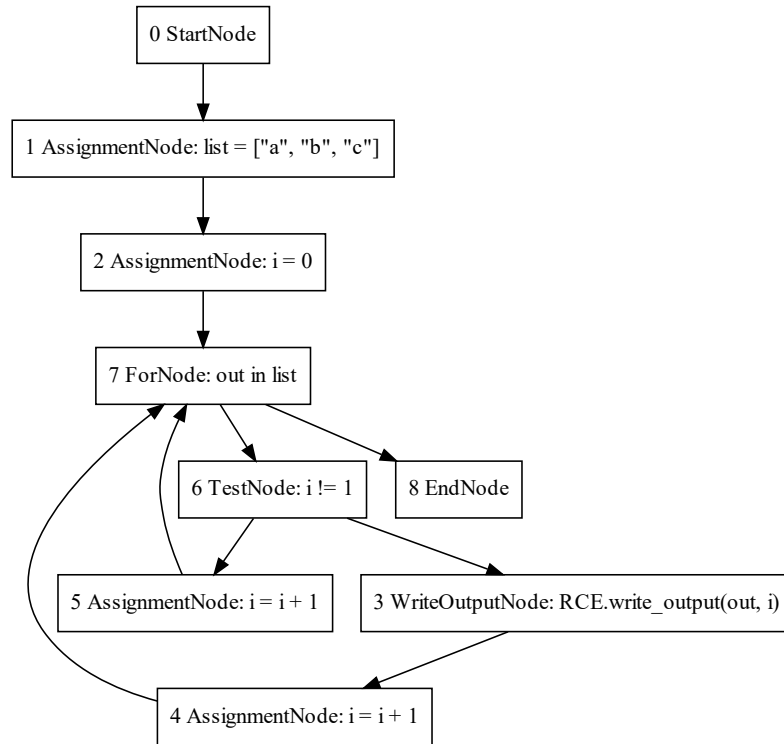 0 StartNode
1 AssignmentNode: list = ["a", "b", "c"]
2 AssignmentNode: i = 0
7 ForNode: out in list
6 TestNode: i != 1
8 EndNode
5 AssignmentNode: i = i + 1
3 WriteOutputNode: RCE.write_output(out, i)
4 AssignmentNode: i = i + 1